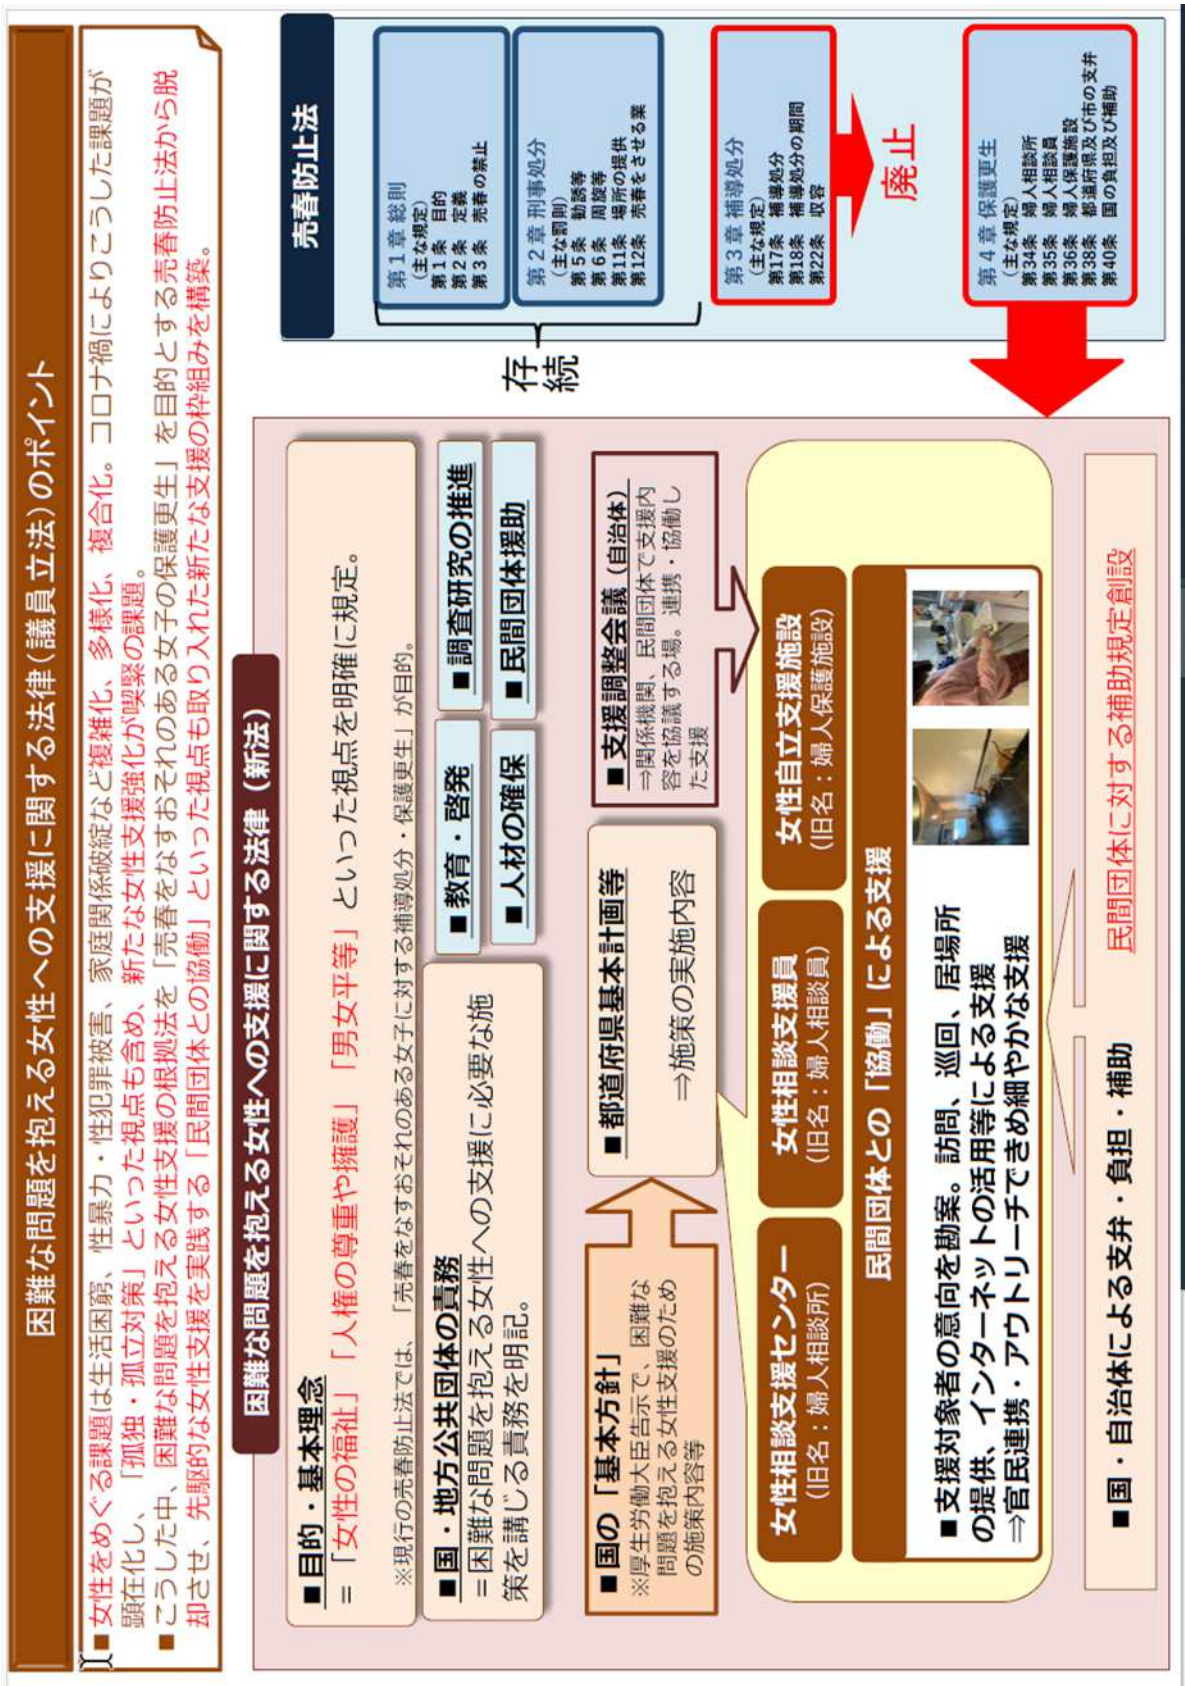 困難な問題を抱える女性への支援に関する法律(議員立法)のポイント
■女性をめぐる課題は生活困窮、性暴力・性犯罪被害、家庭関係破綻など複雑化、多様化、複合化。コロナ禍によりこうした課題が
顕在化し、「孤独・孤立対策」といった視点も含め、新たな女性支援強化が喫緊の課題。
■こうした中、困難な問題を抱える女性支援の根拠法を「売春をなすおそれのある女子の保護更生」を目的とする売春防止法から脱
却させ、先駆的な女性支援を実践する「民間団体との協働」といった視点も取り入れた新たな支援の枠組みを構築。
困難な問題を抱える女性への支援に関する法律(新法)
■目的・基本理念
=「女性の福祉」「人権の尊重や擁護」「男女平等」といった視点を明確に規定。
※現行の売春防止法では、「売春をなすおそれのある女子に対する補導処分・保護更生」が目的。
■国・地方公共団体の責務
=困難な問題を抱える女性への支援に必要な施
策を講じる責務を明記。
■教育・啓発
■調査研究の推進
■人材の確保
■民間団体援助
■国の「基本方針」
※厚生労働大臣告示で、困難な
問題を抱える女性支援のため
の施策内容等
■都道府県基本計画等
⇒施策の実施内容
■支援調整会議(自治体)
⇒関係機関、民間団体で支援内
容を協議する場。連携・協働し
た支援
女性相談支援センター
(旧名:婦人相談所)
女性相談支援員
(旧名:婦人相談員)
女性自立支援施設
(旧名:婦人保護施設)
民間団体との「協働」による支援
■支援対象者の意向を勘案。訪問、巡回、居場所
の提供、インターネットの活用等による支援
⇒官民連携・アウトリーチできめ細やかな支援
■国・自治体による支弁・負担・補助
民間団体に対する補助規定創設
売春防止法
第1章総則
(主な規定)
第1条 目的
第2条 定義
第3条 売春の禁止
第2章刑事処分
(主な罰則)
第5条 勧誘等
第6条 周旋等
第11条 場所の提供
第12条 売春をさせる業
存
続
第3章補導処分
(主な規定)
第17条 補導処分
第18条 補導処分の期間
第22条 収容
廃止
第4章保護更生
(主な規定)
第34条 婦人相談所
第35条 婦人相談員
第36条 婦人保護施設
第38条 都道府県及び市の支弁
第40条 国の負担及び補助